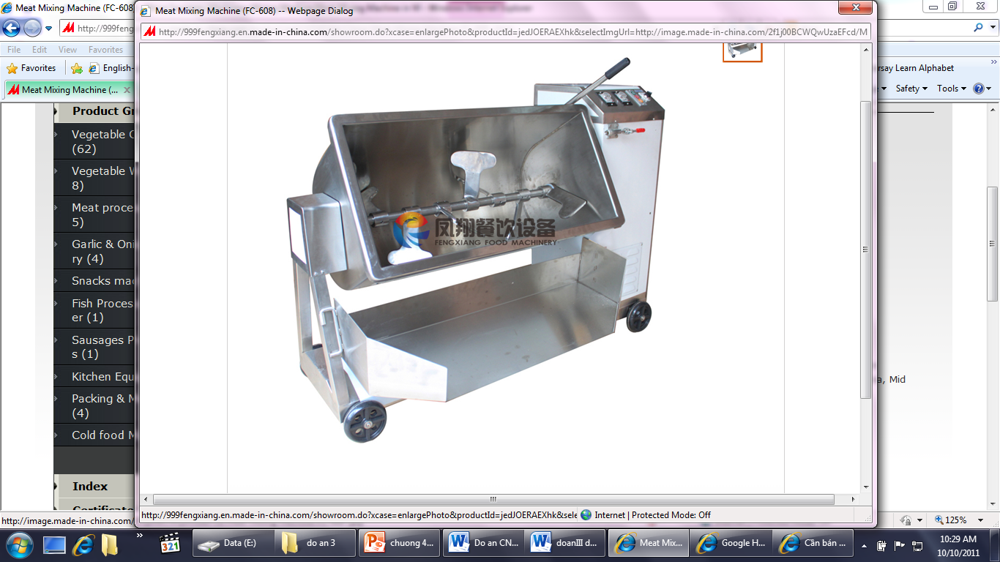 Meat Mixing Machine (FC-608)
Meat Mixing Machine (FC-608) -- Webpage Dialog
http://999feng
http://999fengxiang.en.made-in-china.com/showroom.do?xcase=enlargePhoto&productId=jedJOERAEXhk&selectImgUrl=http://image.made-in-china.com/2f1j00BCWQwUzaEFcd/M
File Edit View Favorites
Favorites
English-
rsay Learn Alphabet
Meat Mixing Machine (...
Safety
Tools
Product Gr
Vegetable C
(62)
Vegetable W
8)
Meat proce
5)
Garlic & Oni
ry (4)
Snacks mac
Fish Proces
er (1)
Sausages P
s (1)
Kitchen Equ
Packing & M
(4)
Cold food M
Index
Certificate
凤翔餐饮设备
FENGXIANG FOOD MACHINERY
a, Mid
http://999fengxiang.en.made-in-china.com/showroom.do?xcase=enlargePhoto&productId=jedJOERAEXhk&sele
Internet | Protected Mode: Off
http://image.made-in-china.com/
125%
321
Data (E:)
do an 3
chuong 4...
Do an CN...
doanIII d...
Meat Mix...
Google H...
Cần bán ...
10:29 AM
10/10/2011